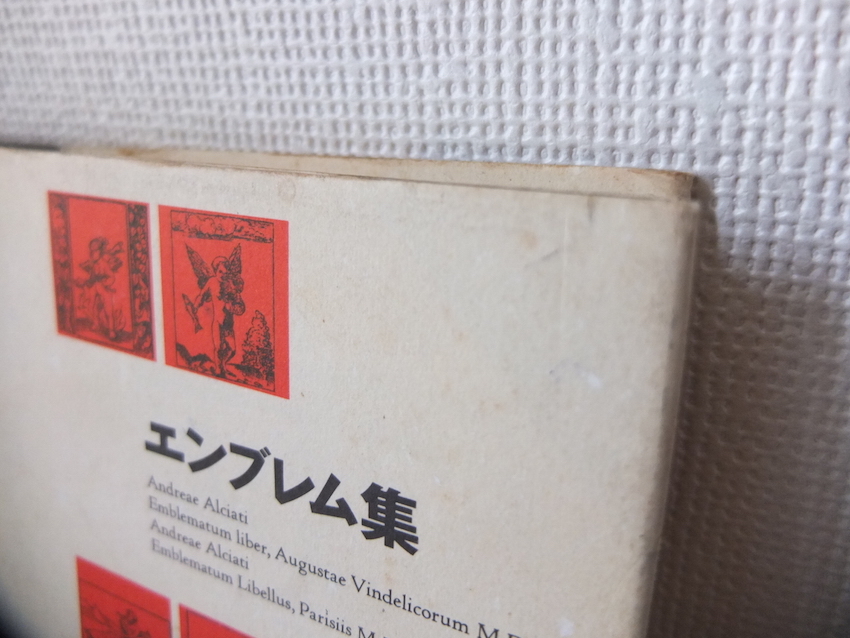 エンブレム集
Andreae Alciati
Emblematum liber, Augustae Vindelicorum
Andreae Alciati
Emblematum Libellus, Parisiis